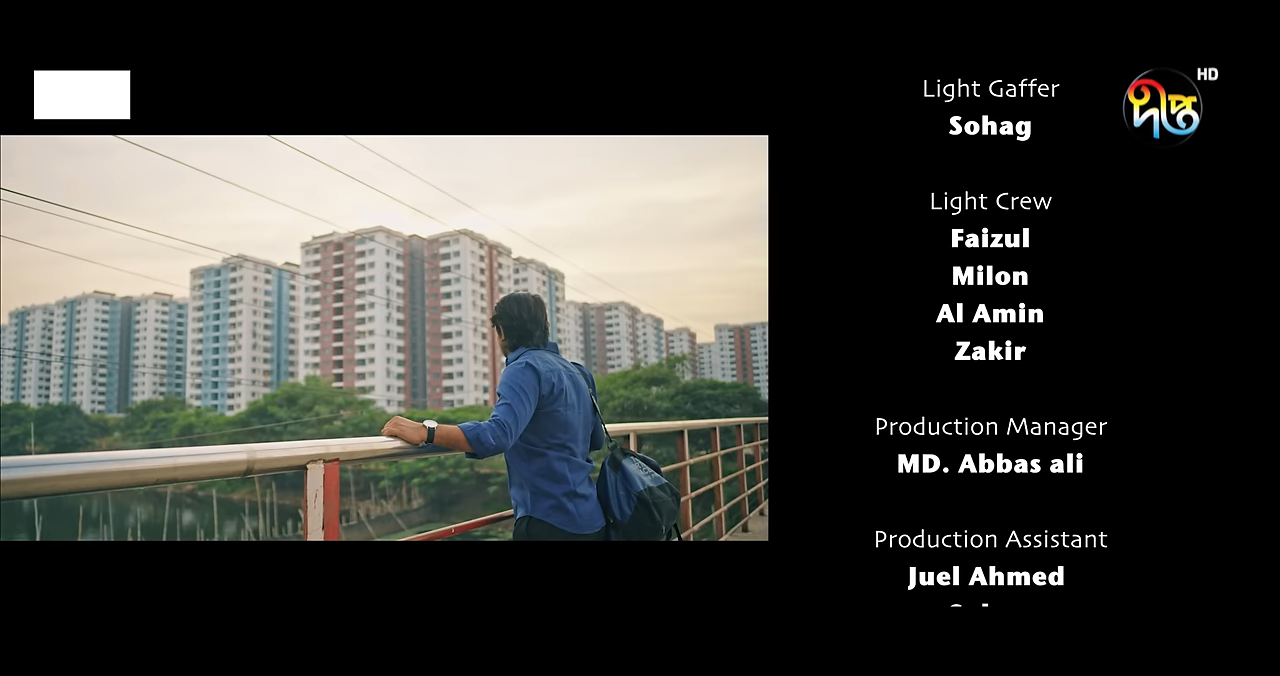 Light Gaffer
Sohag
Light Crew
Faizul
Milon
Al Amin
Zakir
Production Manager
MD. Abbas ali
Production Assistant
Juel Ahmed
দীপ্ত
HD